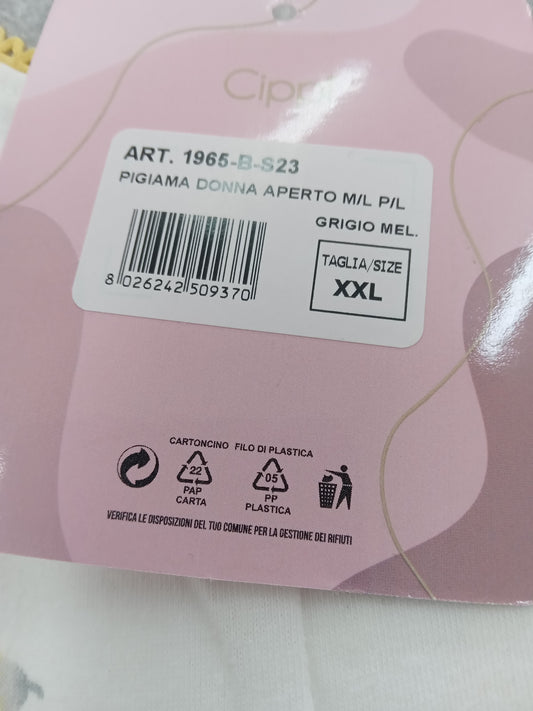 ART. 1965-B-S23
PIGIAMA DONNA APERTO M/L P/L
GRIGIO MEL.
8 026242 509370
TAGLIA/SIZE
XXL
CARTONCINO FILO DI PLASTICA
22
PAP
CARTA
05
PP
PLASTICA
VERIFICA LE DISPOSIZIONI DEL TUO COMUNE PER LA GESTIONE DEI RIFIUTI